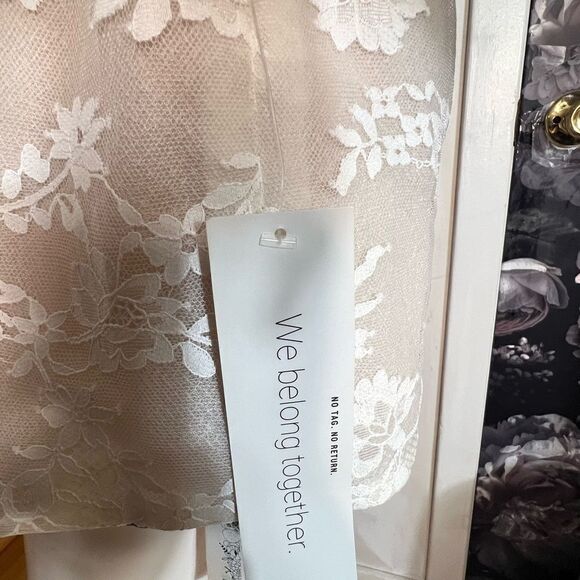 We belong together.
NO TAG. NO RETURN.